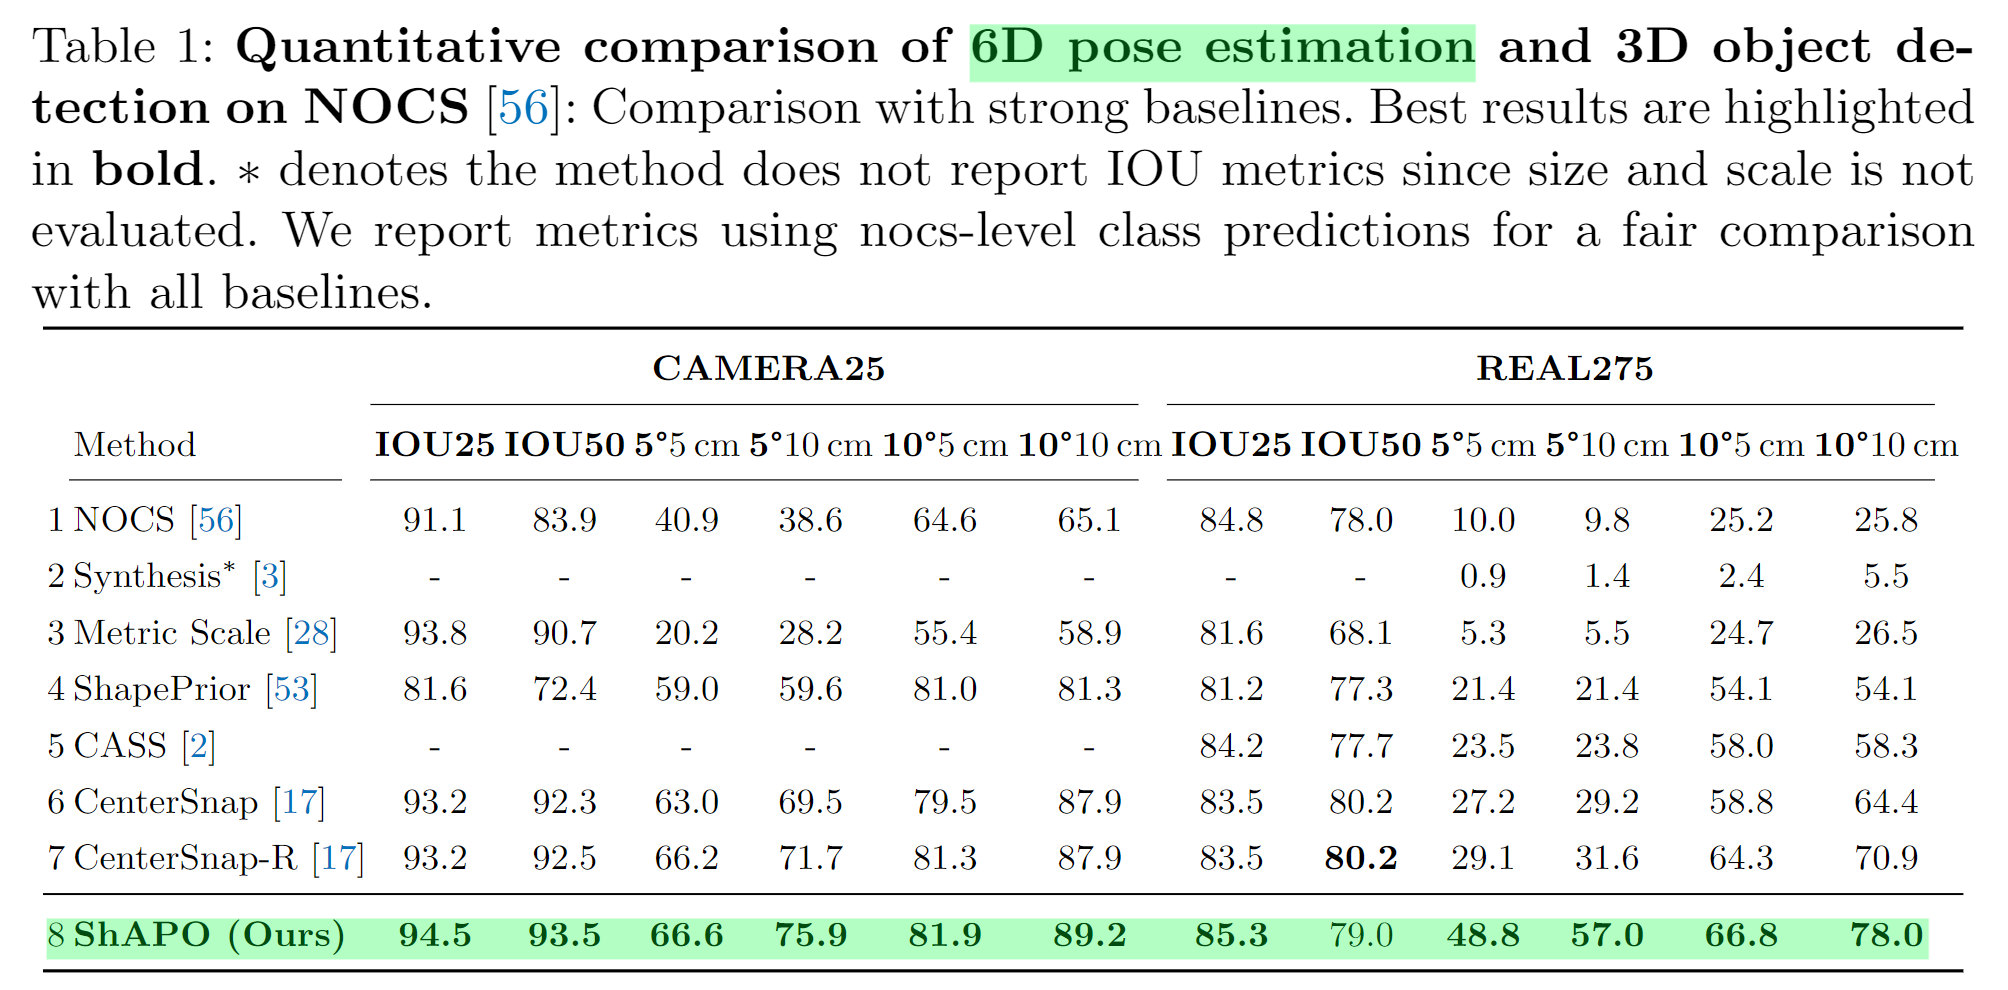 Table 1: Quantitative comparison of 6D pose estimation and 3D object de-
tection on NOCS [56]: Comparison with strong baselines. Best results are highlighted
in bold. * denotes the method does not report IOU metrics since size and scale is not
evaluated. We report metrics using nocs-level class predictions for a fair comparison
with all baselines.
CAMERA25 REAL275
Method IOU25 IOU50 5°5 cm 5°10 cm 10°5 cm 10°10 cm IOU25 IOU50 5°5 cm 5°10 cm 10°5 cm 10°10 cm
1 NOCS [56] 91.1 83.9 40.9 38.6 64.6 65.1 84.8 78.0 10.0 9.8 25.2 25.8
2 Synthesis* [3] - - - - - - - - 0.9 1.4 2.4 5.5
3 Metric Scale [28] 93.8 90.7 20.2 28.2 55.4 58.9 81.6 68.1 5.3 5.5 24.7 26.5
4 ShapePrior [53] 81.6 72.4 59.0 59.6 81.0 81.3 81.2 77.3 21.4 21.4 54.1 54.1
5 CASS [2] - - - - - - 84.2 77.7 23.5 23.8 58.0 58.3
6 CenterSnap [17] 93.2 92.3 63.0 69.5 79.5 87.9 83.5 80.2 27.2 29.2 58.8 64.4
7 CenterSnap-R [17] 93.2 92.5 66.2 71.7 81.3 87.9 83.5 80.2 29.1 31.6 64.3 70.9
8 ShAPO (Ours) 94.5 93.5 66.6 75.9 81.9 89.2 85.3 79.0 48.8 57.0 66.8 78.0